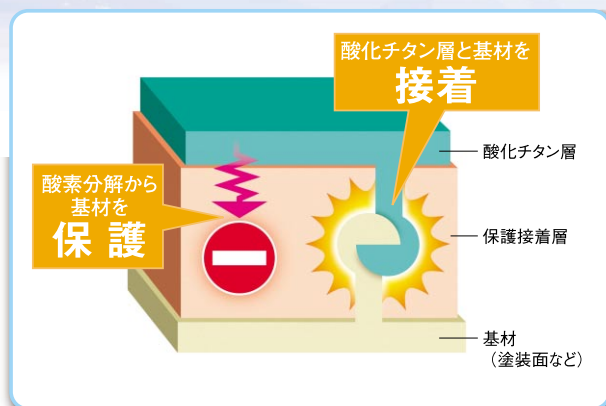 酸化チタン層と基材を
接着
酸化チタン層
酸素分解から
基材を
保護
保護接着層
基材
（塗装面など）